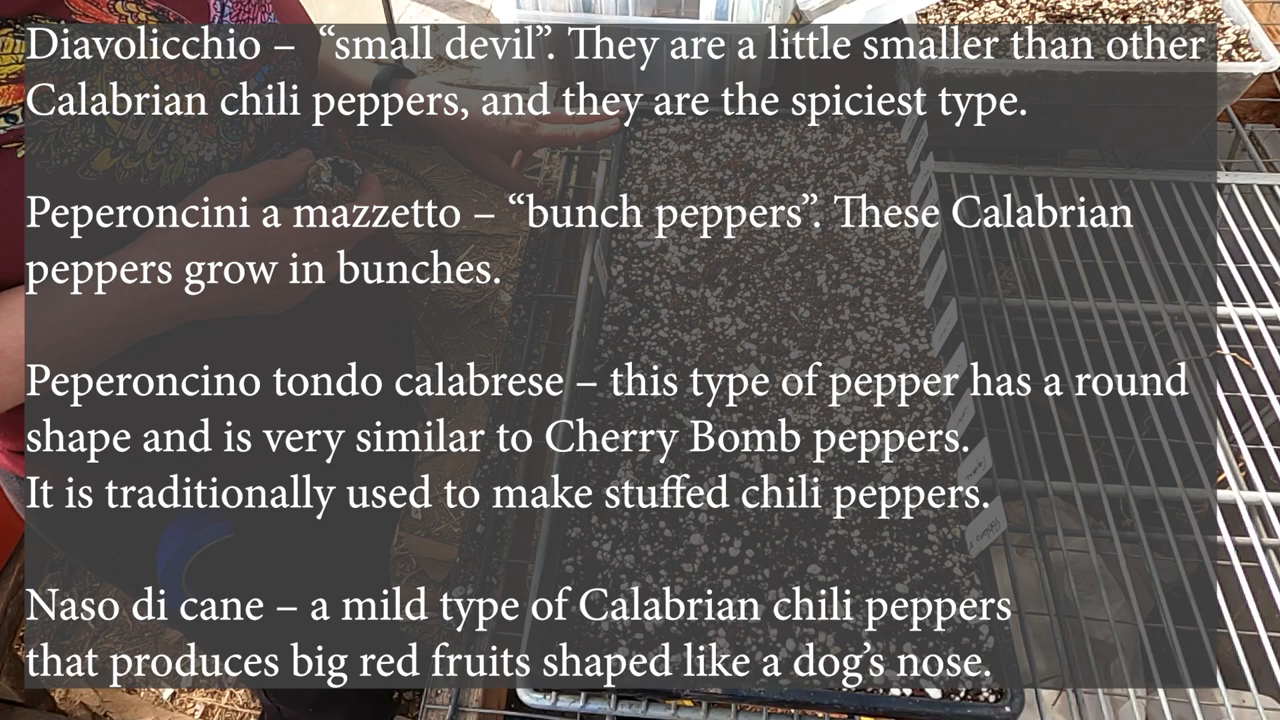 Diavolicchio – “small devil”. They are a little smaller than other
Calabrian chili peppers, and they are the spiciest type.
Peperoncini a mazzetto – “bunch peppers”. These Calabrian
peppers grow in bunches.
Peperoncino tondo calabrese – this type of pepper has a round
shape and is very similar to Cherry Bomb peppers.
It is traditionally used to make stuffed chili peppers.
Naso di cane – a mild type of Calabrian chili peppers
that produces big red fruits shaped like a dog’s nose.